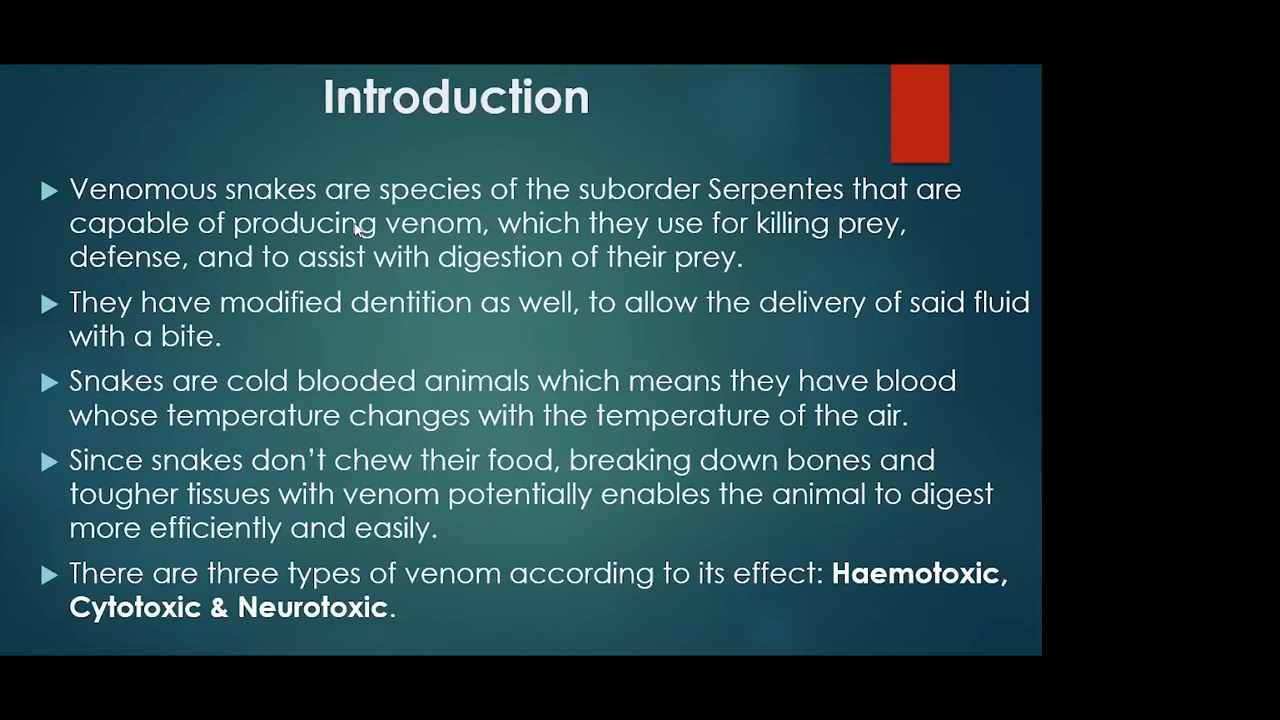 Introduction
Venomous snakes are species of the suborder Serpentes that are
capable of producing venom, which they use for killing prey,
defense, and to assist with digestion of their prey.
They have modified dentition as well, to allow the delivery of said fluid
with a bite.
Snakes are cold blooded animals which means they have blood
whose temperature changes with the temperature of the air.
Since snakes don’t chew their food, breaking down bones and
tougher tissues with venom potentially enables the animal to digest
more efficiently and easily.
There are three types of venom according to its effect: Haemotoxic,
Cytotoxic & Neurotoxic.